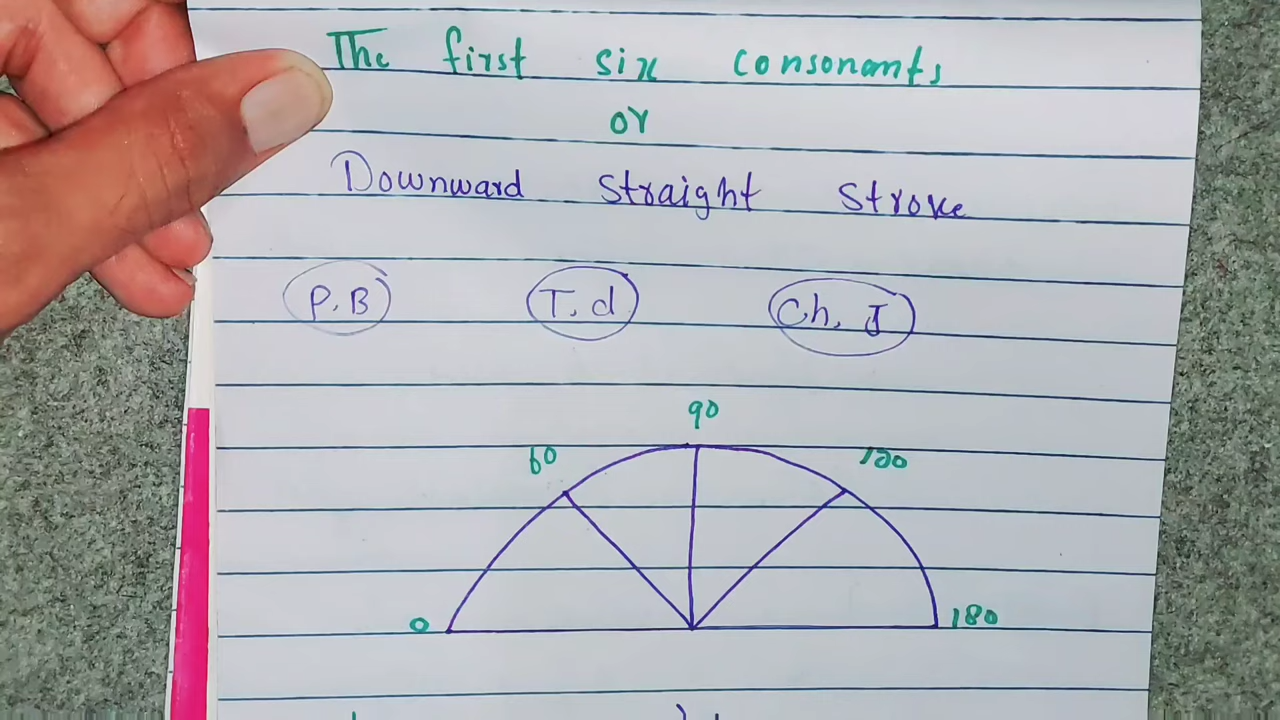 The first six consonants
or
Downward straight stroke
P, B T, d Ch, J
90
60 120
0 180